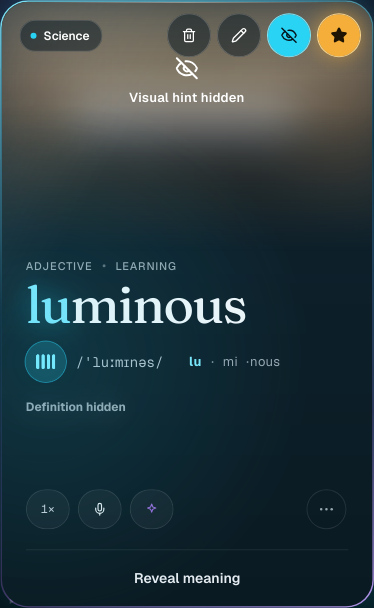 Science
Visual hint hidden
ADJECTIVE • LEARNING
luminous
/ˈluːmɪnəs/ lu · mi ·nous
Definition hidden
1×
Reveal meaning